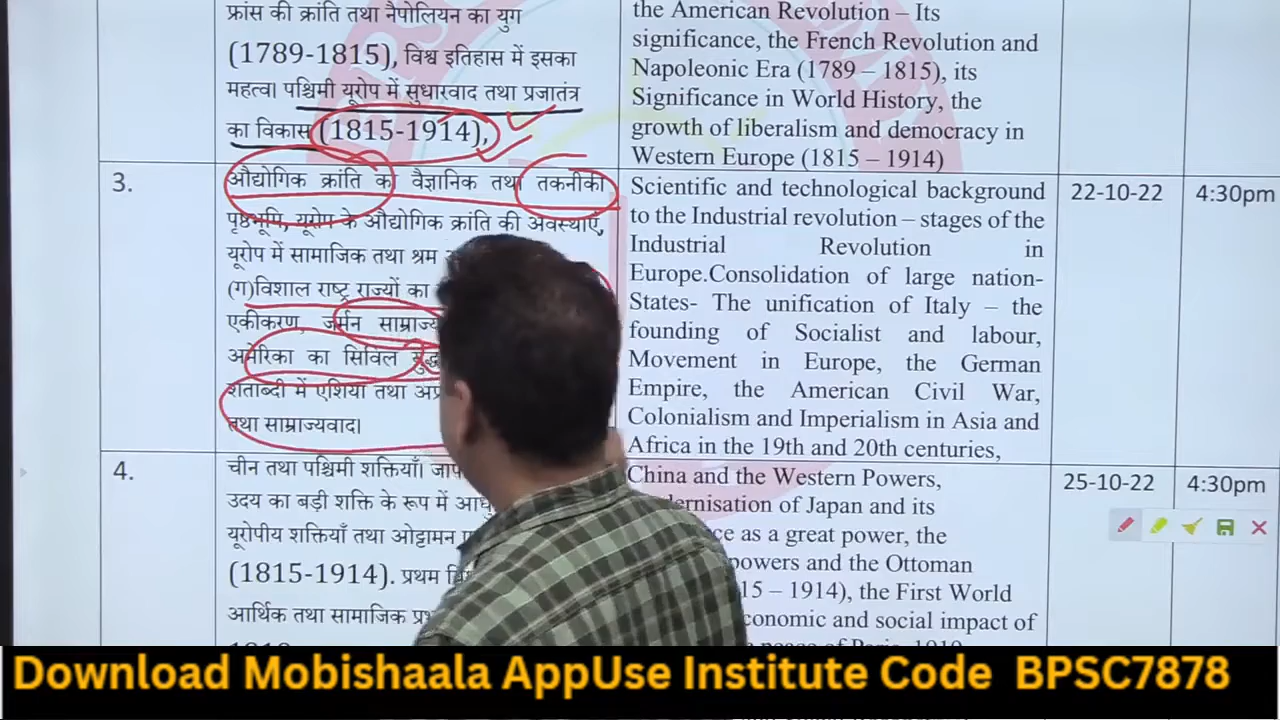 फ्रांस की क्रांति तथा नैपोलियन का युग
(1789-1815), विश्व इतिहास में इसका
महत्व। पश्चिमी यूरोप में सुधारवाद तथा प्रजातंत्र
का विकास (1815-1914),
the American Revolution – Its
significance, the French Revolution and
Napoleonic Era (1789 – 1815), its
Significance in World History, the
growth of liberalism and democracy in
Western Europe (1815 – 1914)
3.
औद्योगिक क्रांति क वैज्ञानिक तथा तकनीकी
पृष्ठभूमि, यूरोप के औद्योगिक क्रांति की अवस्थाएँ,
यूरोप में सामाजिक तथा श्रम
(ग)विशाल राष्ट्र राज्यों का
एकीकरण, जर्मन साम्राज्य
अमेरिका का सिविल युद्ध
शताब्दी में एशिया तथा
तथा साम्राज्यवाद।
Scientific and technological background
to the Industrial revolution – stages of the
Industrial Revolution in
Europe.Consolidation of large nation-
States- The unification of Italy – the
founding of Socialist and labour,
Movement in Europe, the German
Empire, the American Civil War,
Colonialism and Imperialism in Asia and
Africa in the 19th and 20th centuries,
22-10-22
4:30pm
4.
चीन तथा पश्चिमी शक्तियाँ।
उदय का बड़ी शक्ति के रूप में
यूरोपीय शक्तियाँ तथा ओट्टामन
(1815-1914). प्रथम
आर्थिक तथा सामाजिक
China and the Western Powers,
of Japan and its
as a great power, the
powers and the Ottoman
– 1914), the First World
and social impact of
25-10-22
4:30pm
Download Mobishaala AppUse Institute Code BPSC7878